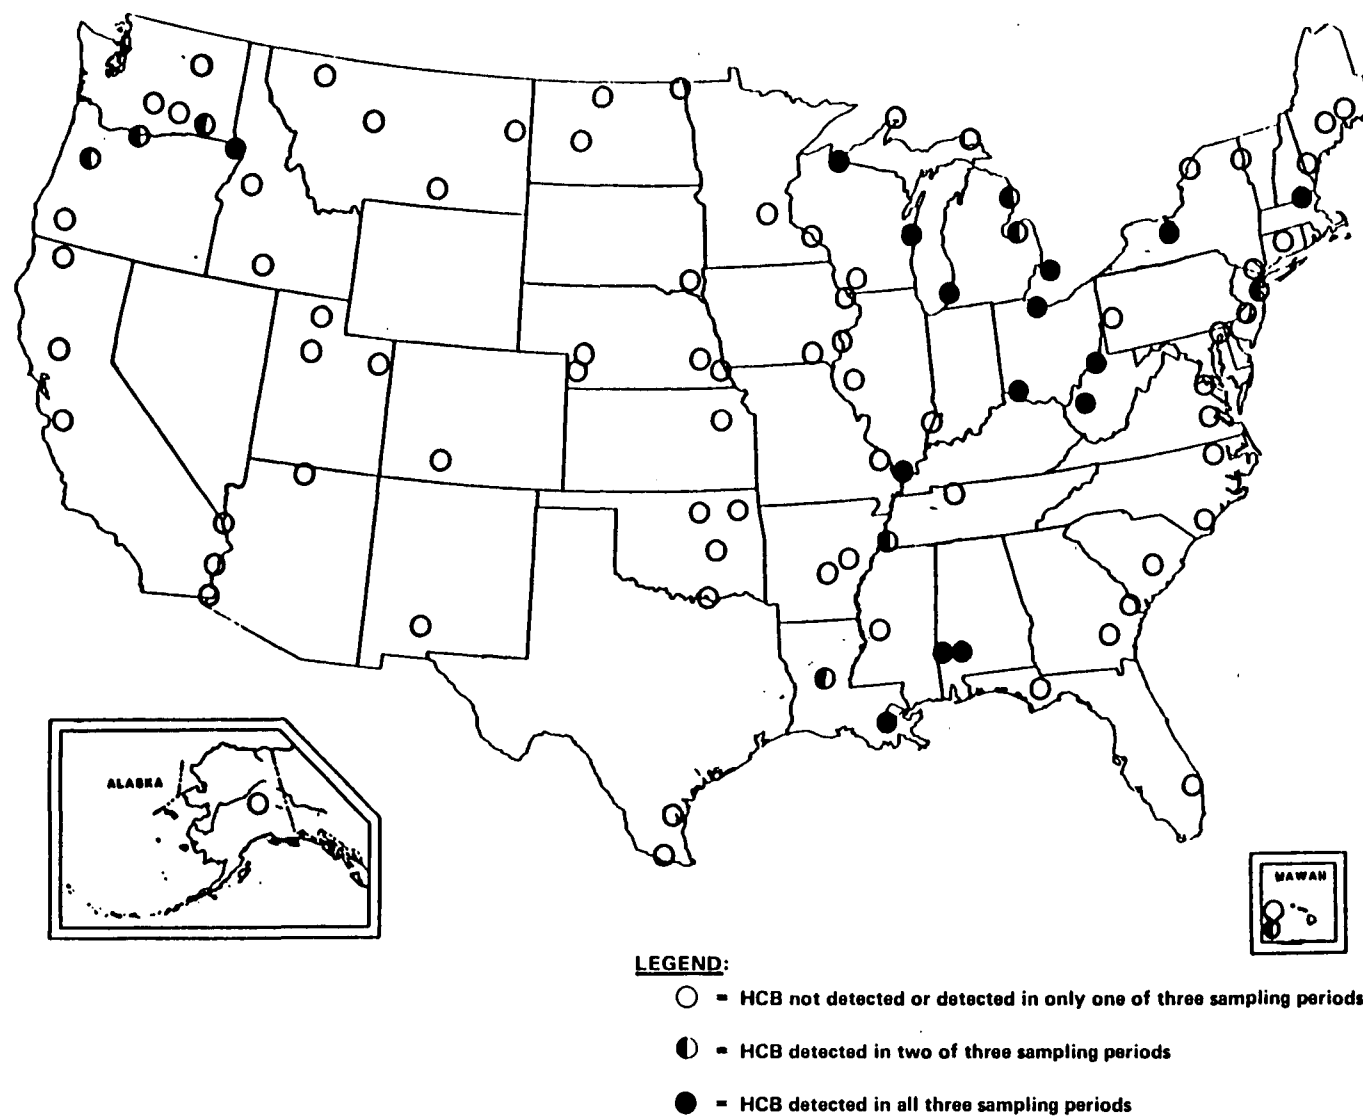 ALASKA
HAWAII
LEGEND:
= HCB not detected or detected in only one of three sampling periods
= HCB detected in two of three sampling periods
= HCB detected in all three sampling periods